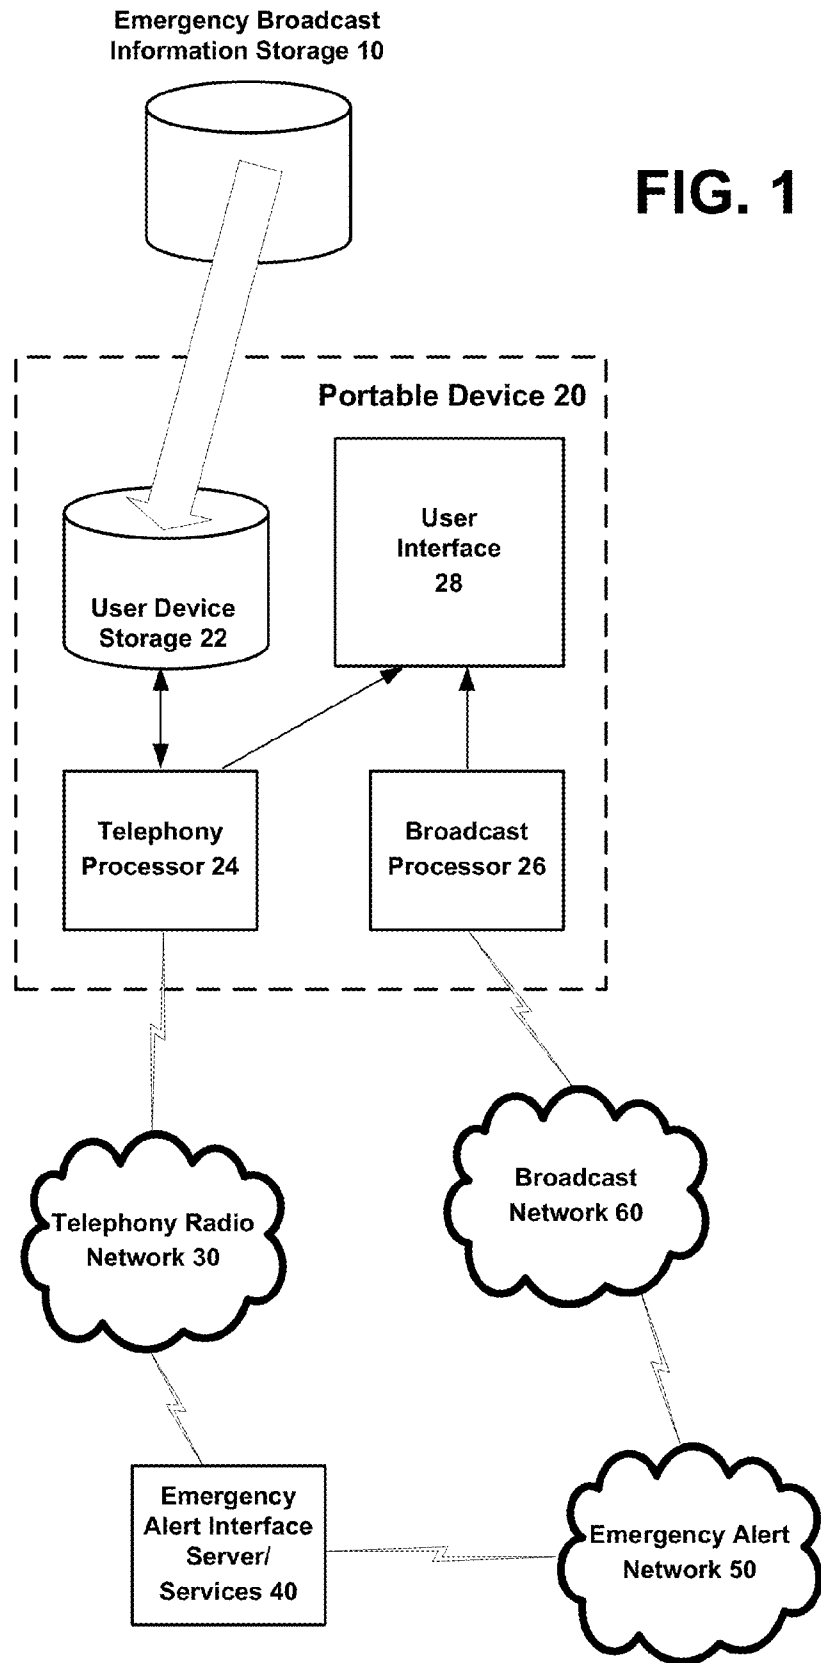 Emergency Broadcast
Information Storage 10
FIG. 1
Portable Device 20
User
Interface
28
User Device
Storage 22
Telephony
Processor 24
Broadcast
Processor 26
Telephony Radio
Network 30
Broadcast
Network 60
Emergency
Alert Interface
Server/
Services 40
Emergency Alert
Network 50